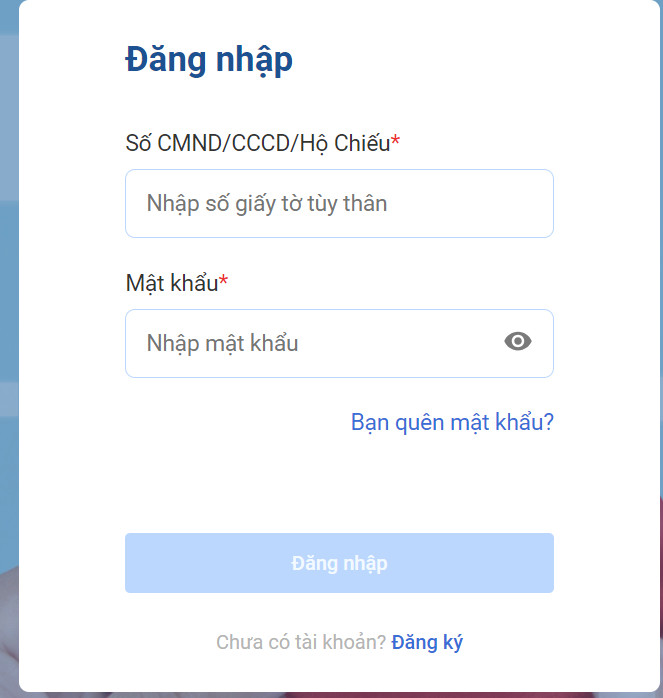 Đăng nhập
Số CMND/CCCD/Hộ Chiếu*
Nhập số giấy tờ tùy thân
Mật khẩu*
Nhập mật khẩu
Bạn quên mật khẩu?
Đăng nhập
Chưa có tài khoản? Đăng ký